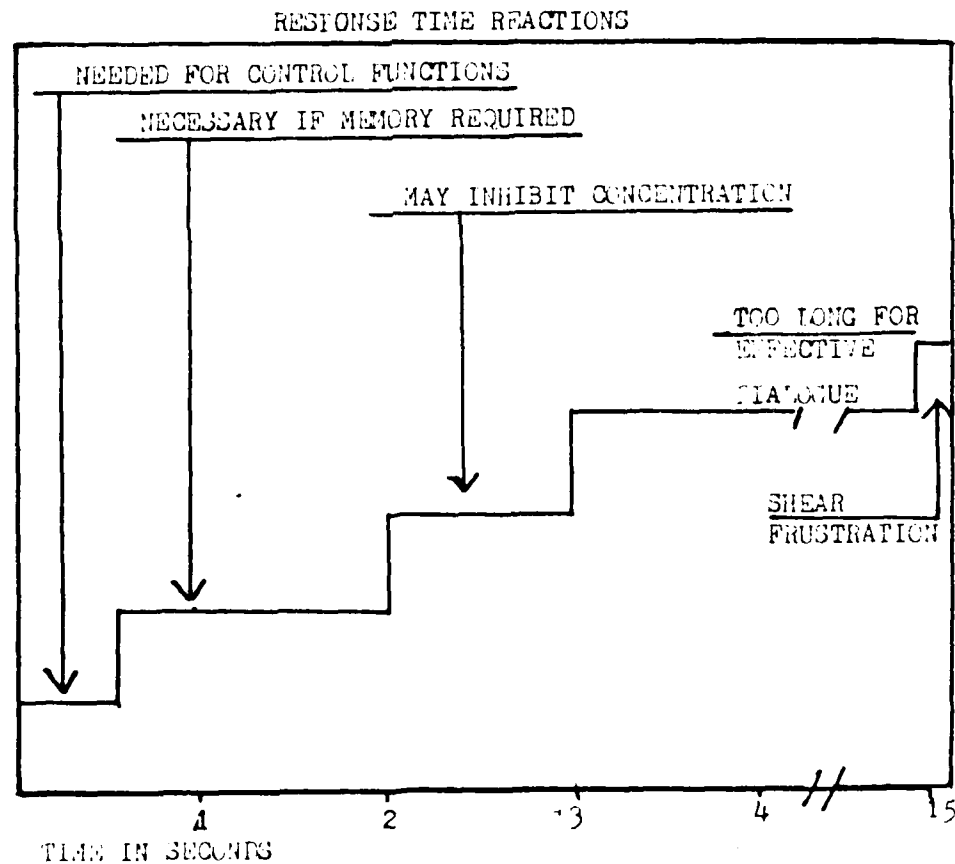 RESPONSE TIME REACTIONS
NEEDED FOR CONTROL FUNCTIONS
NECESSARY IF MEMORY REQUIRED
MAY INHIBIT CONCENTRATION
TOO LONG FOR
EFFECTIVE
DIALOGUE
SHEAR
FRUSTRATION
1 2 3 4 15
TIME IN SECONDS